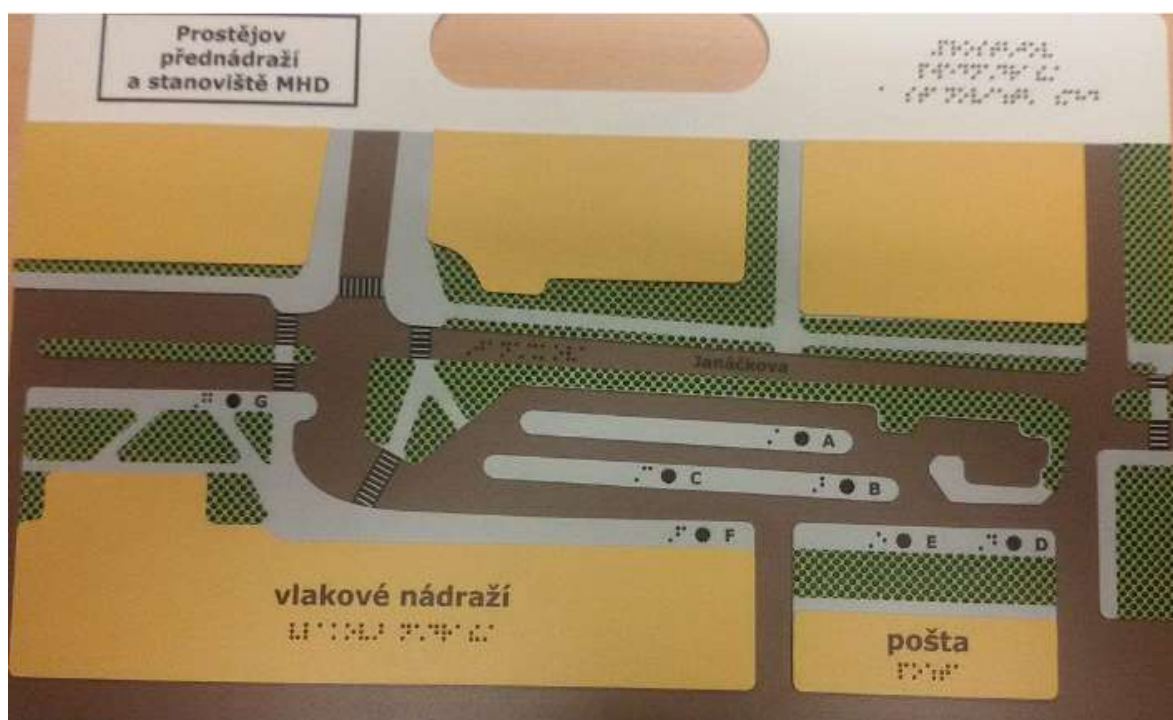 Prostějov
přednádraží
a stanoviště MHD
Janáčkova
G
A
C
B
F
E
D
vlakové nádraží
pošta